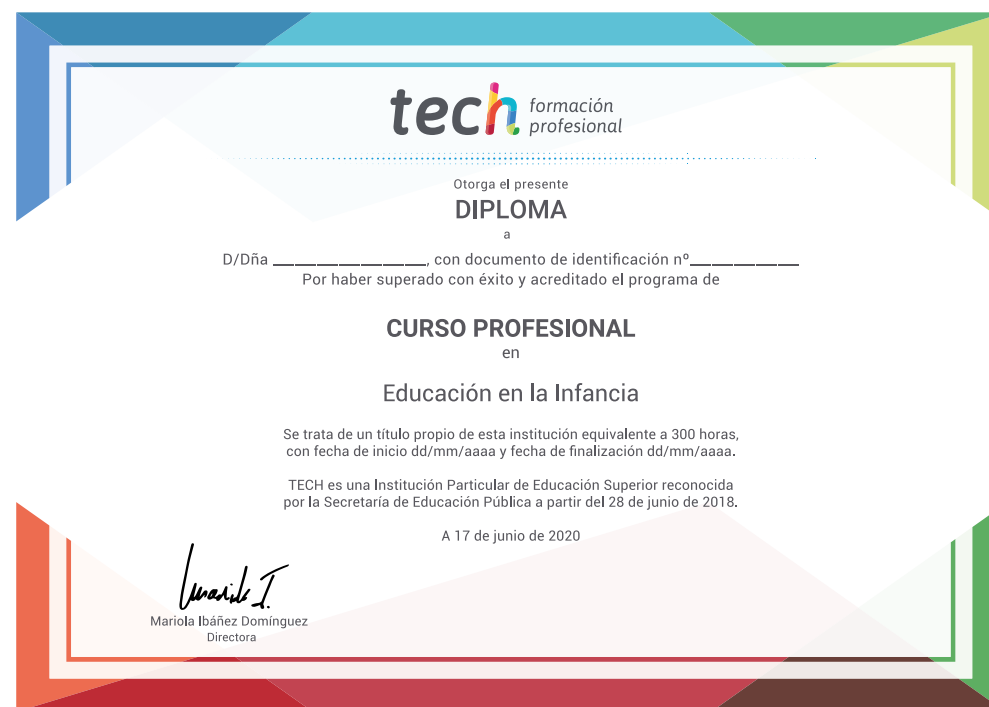 tech formación
profesional
Otorga el presente
DIPLOMA
a
D/Dña ______________, con documento de identificación nº__________
Por haber superado con éxito y acreditado el programa de
CURSO PROFESIONAL
en
Educación en la Infancia
Se trata de un título propio de esta institución equivalente a 300 horas,
con fecha de inicio dd/mm/aaaa y fecha de finalización dd/mm/aaaa.
TECH es una Institución Particular de Educación Superior reconocida
por la Secretaría de Educación Pública a partir del 28 de junio de 2018.
A 17 de junio de 2020
Mariola Ibáñez Domínguez
Directora